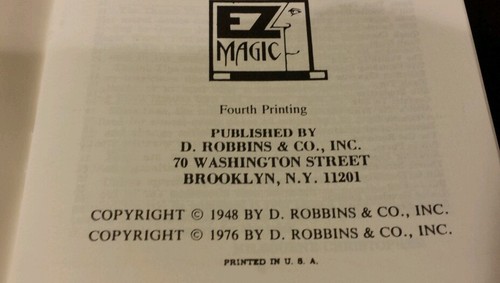 EZ
MAGIC
Fourth Printing
PUBLISHED BY
D. ROBBINS & CO., INC.
70 WASHINGTON STREET
BROOKLYN, N.Y. 11201
COPYRIGHT © 1948 BY D. ROBBINS & CO., INC.
COPYRIGHT © 1976 BY D. ROBBINS & CO., INC.
PRINTED IN U. S. A.